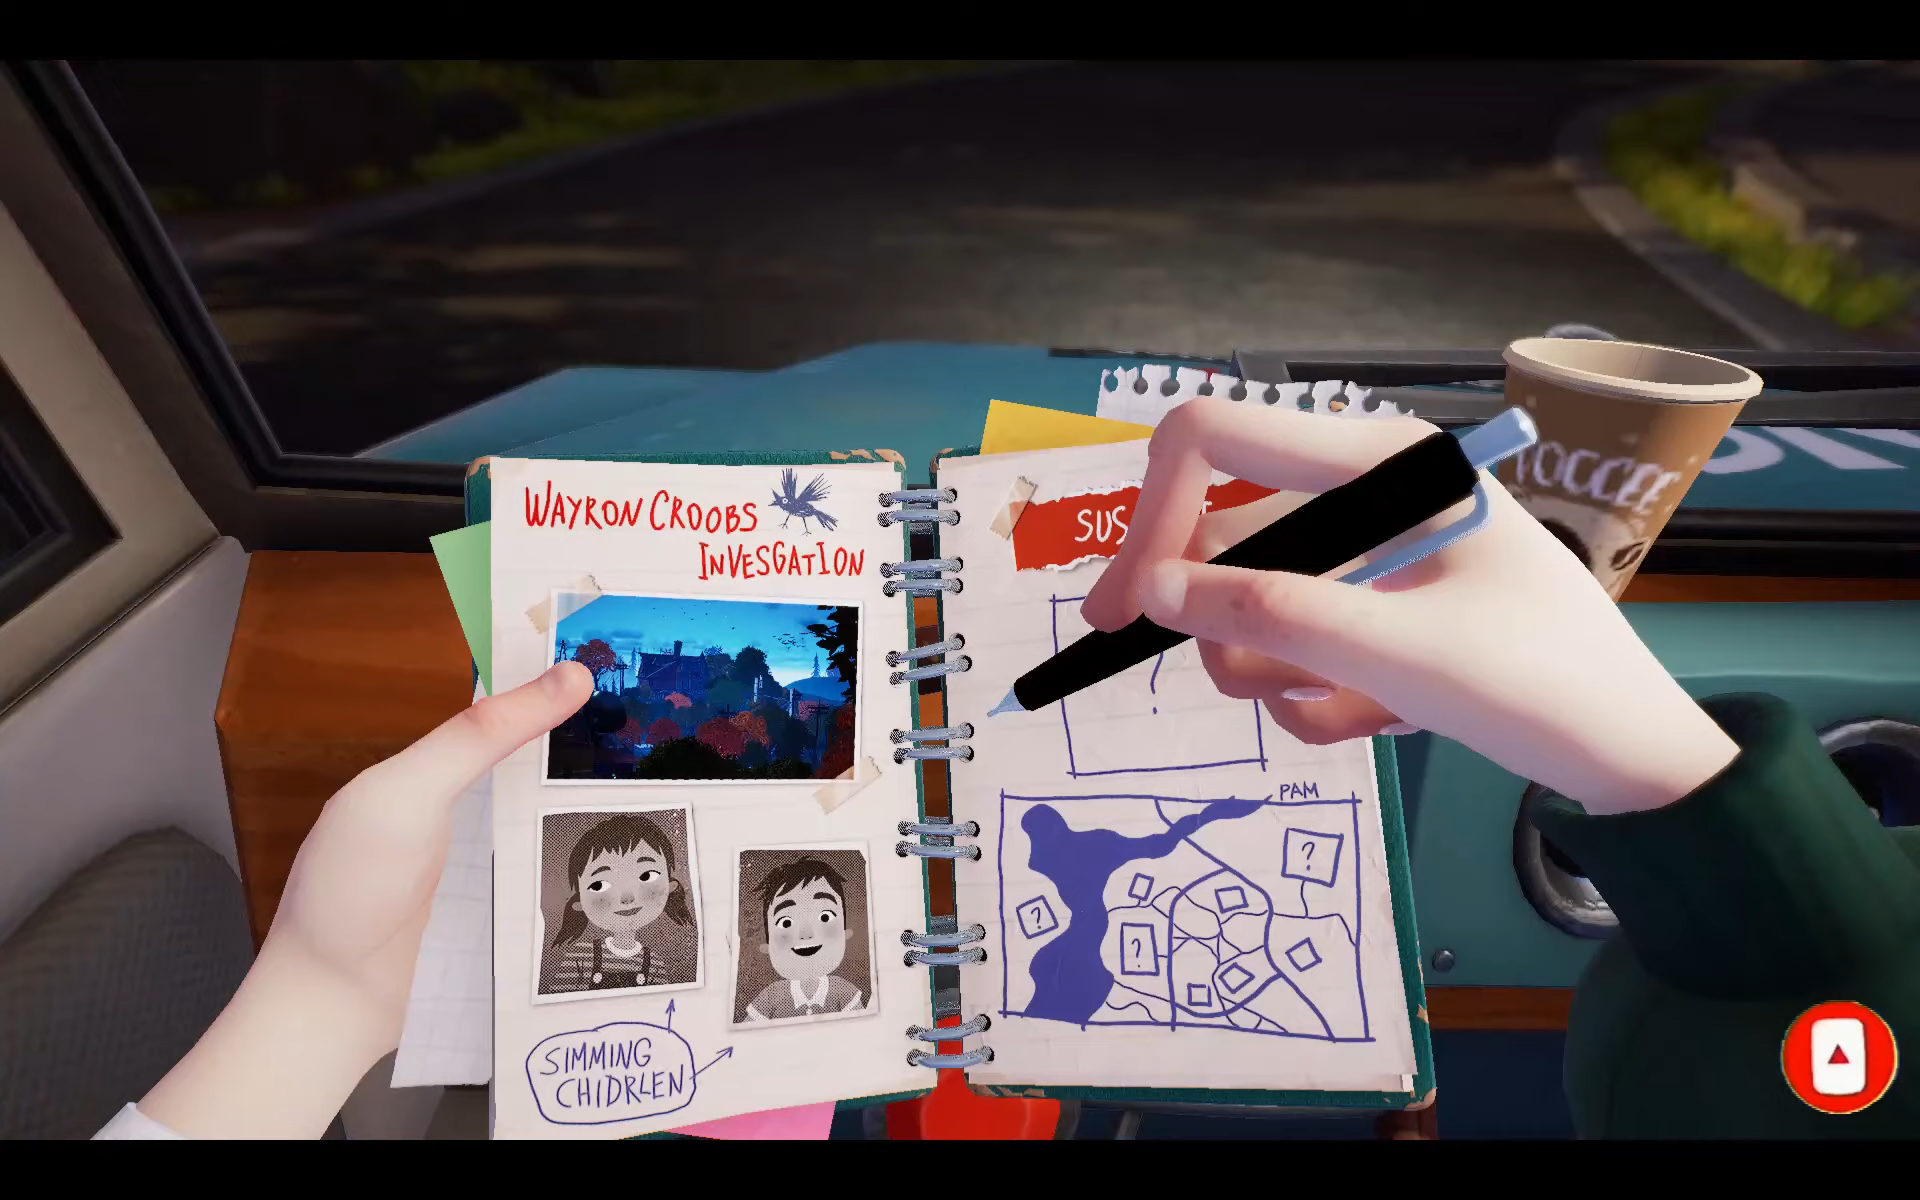 WAYRON CROOBS
INVESGATION
SUS
?
PAM
?
?
?
SIMMING
CHIDRLEN